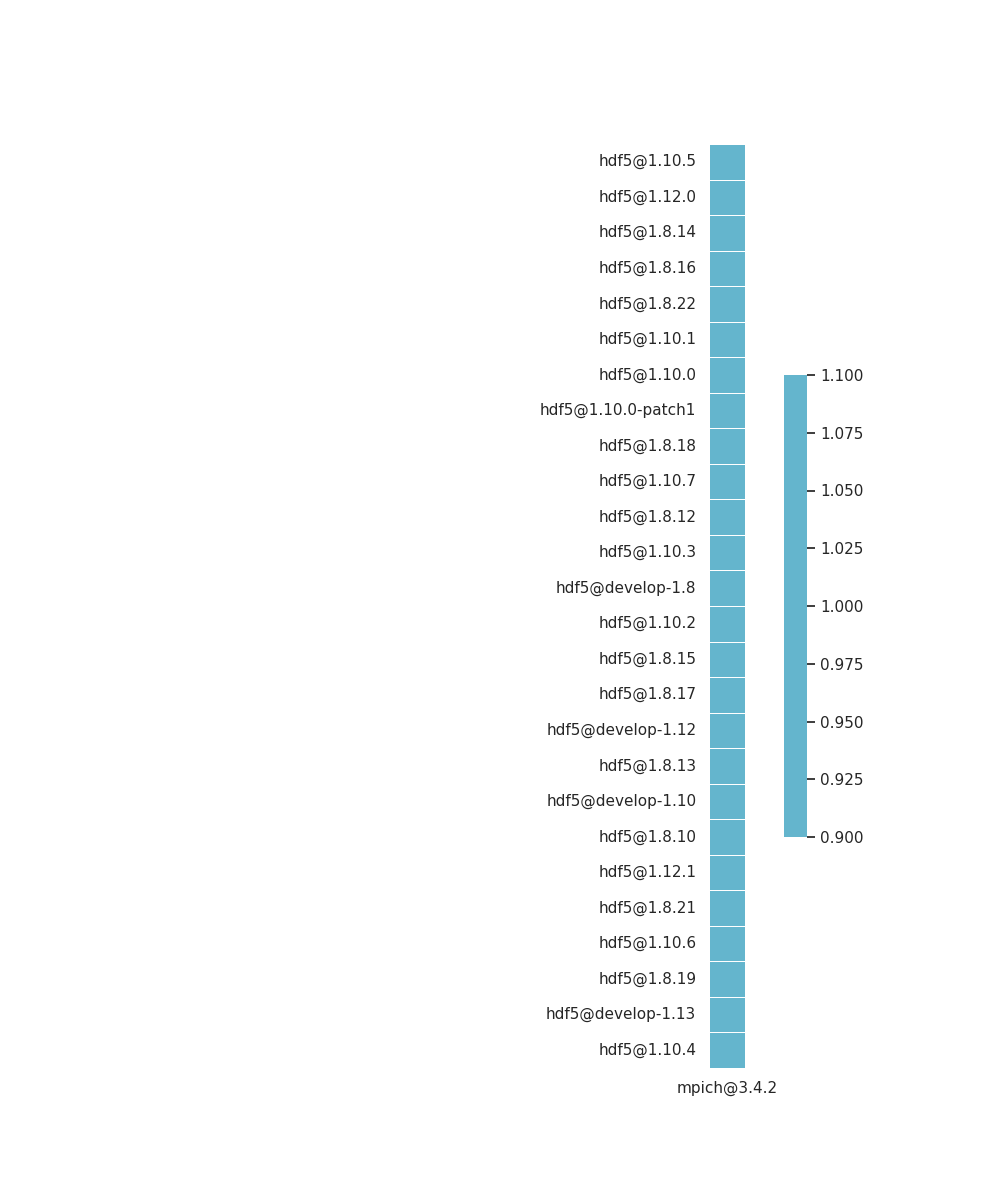 hdf5@1.10.5
hdf5@1.12.0
hdf5@1.8.14
hdf5@1.8.16
hdf5@1.8.22
hdf5@1.10.1
hdf5@1.10.0
hdf5@1.10.0-patch1
hdf5@1.8.18
hdf5@1.10.7
hdf5@1.8.12
hdf5@1.10.3
hdf5@develop-1.8
hdf5@1.10.2
hdf5@1.8.15
hdf5@1.8.17
hdf5@develop-1.12
hdf5@1.8.13
hdf5@develop-1.10
hdf5@1.8.10
hdf5@1.12.1
hdf5@1.8.21
hdf5@1.10.6
hdf5@1.8.19
hdf5@develop-1.13
hdf5@1.10.4
mpich@3.4.2
1.100
1.075
1.050
1.025
1.000
0.975
0.950
0.925
0.900